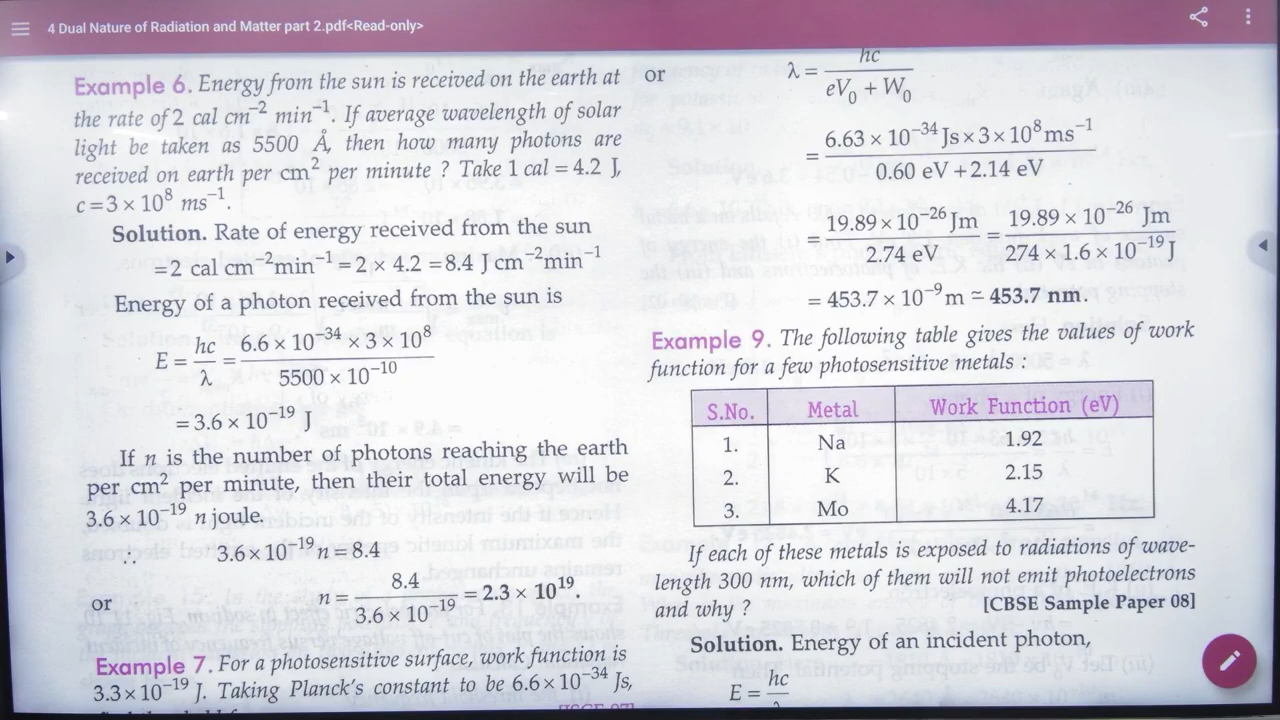 4 Dual Nature of Radiation and Matter part 2.pdf<Read-only>
Example 6. Energy from the sun is received on the earth at
the rate of 2 cal cm⁻² min⁻¹. If average wavelength of solar
light be taken as 5500 Å, then how many photons are
received on earth per cm² per minute ? Take 1 cal = 4.2 J,
c = 3 × 10⁸ ms⁻¹.
Solution. Rate of energy received from the sun
= 2 cal cm⁻² min⁻¹ = 2 × 4.2 = 8.4 J cm⁻² min⁻¹
Energy of a photon received from the sun is
E = hc/λ = 6.6 × 10⁻³⁴ × 3 × 10⁸ / 5500 × 10⁻¹⁰
= 3.6 × 10⁻¹⁹ J
If n is the number of photons reaching the earth
per cm² per minute, then their total energy will be
3.6 × 10⁻¹⁹ n joule.
∴ 3.6 × 10⁻¹⁹ n = 8.4
or n = 8.4 / 3.6 × 10⁻¹⁹ = 2.3 × 10¹⁹.
Example 7. For a photosensitive surface, work function is
3.3 × 10⁻¹⁹ J. Taking Planck's constant to be 6.6 × 10⁻³⁴ Js,
or λ = hc / eV₀ + W₀
= 6.63 × 10⁻³⁴ Js × 3 × 10⁸ ms⁻¹ / 0.60 eV + 2.14 eV
= 19.89 × 10⁻²⁶ Jm / 2.74 eV = 19.89 × 10⁻²⁶ Jm / 274 × 1.6 × 10⁻¹⁹ J
= 453.7 × 10⁻⁹ m = 453.7 nm.
Example 9. The following table gives the values of work
function for a few photosensitive metals :
S.No. Metal Work Function (eV)
1. Na 1.92
2. K 2.15
3. Mo 4.17
If each of these metals is exposed to radiations of wave-
length 300 nm, which of them will not emit photoelectrons
and why ? [CBSE Sample Paper 08]
Solution. Energy of an incident photon,
E = hc/λ